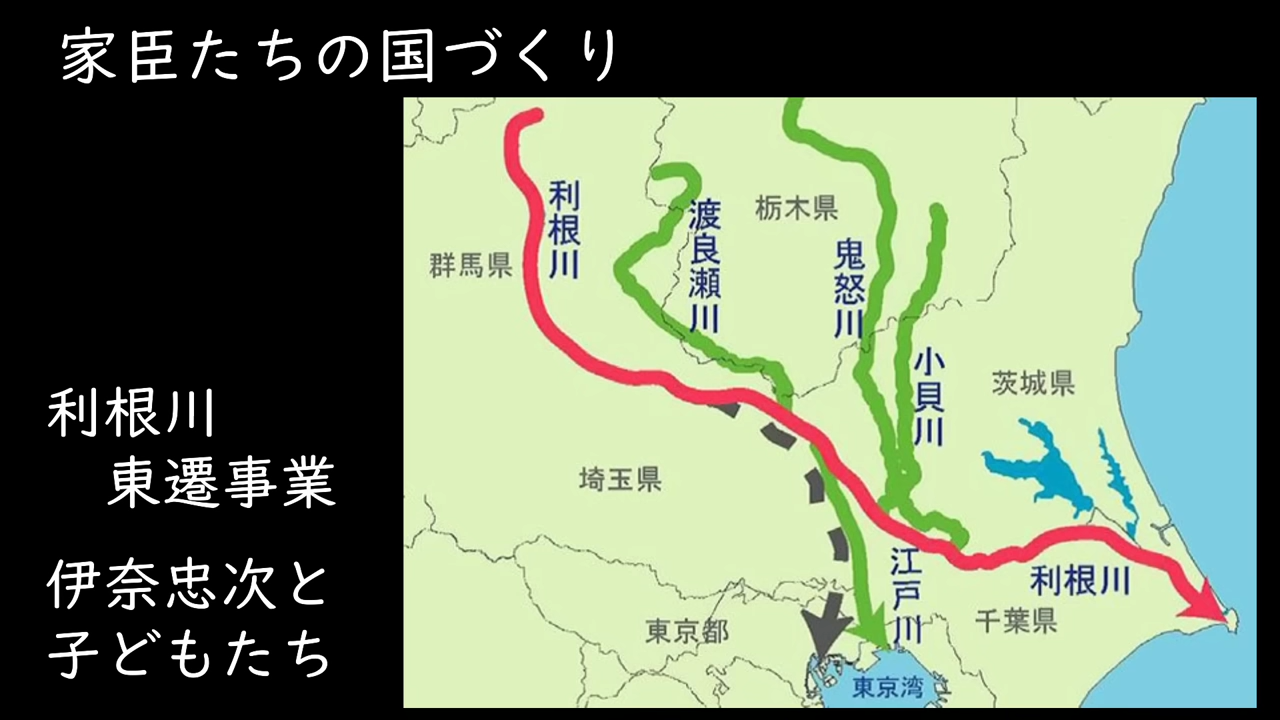 家臣たちの国づくり
利根川
東遷事業
伊奈忠次と
子どもたち
利根川
渡良瀬川
栃木県
鬼怒川
群馬県
小貝川
茨城県
埼玉県
江戸川
利根川
千葉県
東京都
東京湾